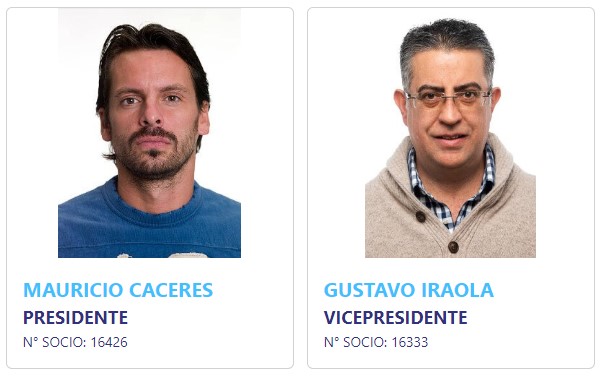 MAURICIO CACERES
PRESIDENTE
N° SOCIO: 16426
GUSTAVO IRAOLA
VICEPRESIDENTE
N° SOCIO: 16333